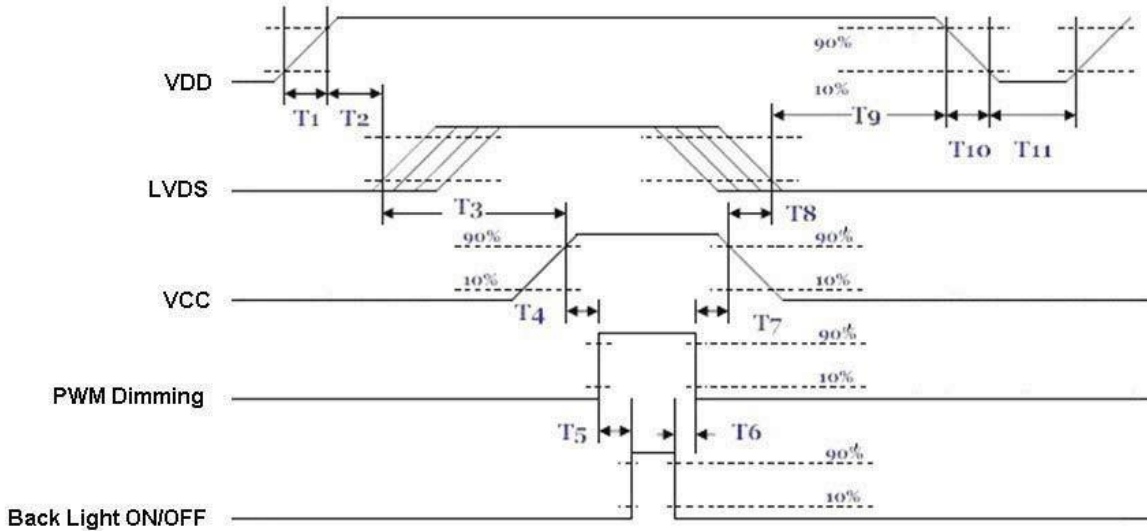 90%
VDD
10%
T1 T2 T9
T10 T11
LVDS
T3 T8
90% 90%
10% 10%
VCC
T4 T7
90%
10%
PWM Dimming
T5 T6
90%
10%
Back Light ON/OFF